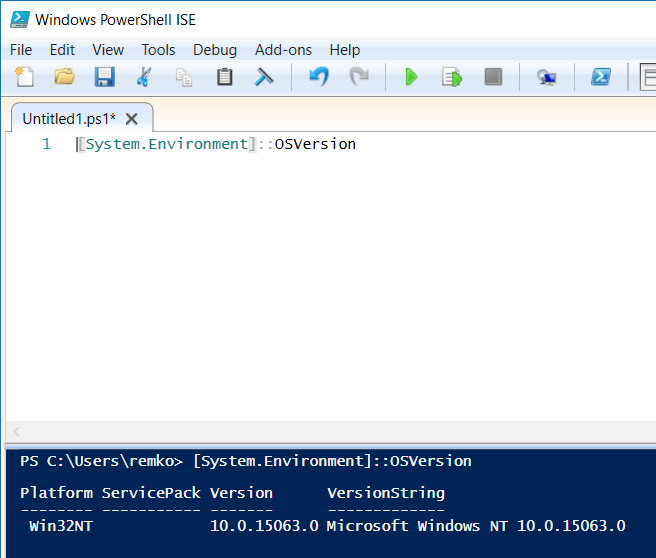 Windows PowerShell ISE
File Edit View Tools Debug Add-ons Help
Untitled1.ps1*
1 [System.Environment]::OSVersion
PS C:\Users\remko> [System.Environment]::OSVersion
Platform ServicePack Version VersionString
-------- ----------- ------- -------------
Win32NT 10.0.15063.0 Microsoft Windows NT 10.0.15063.0